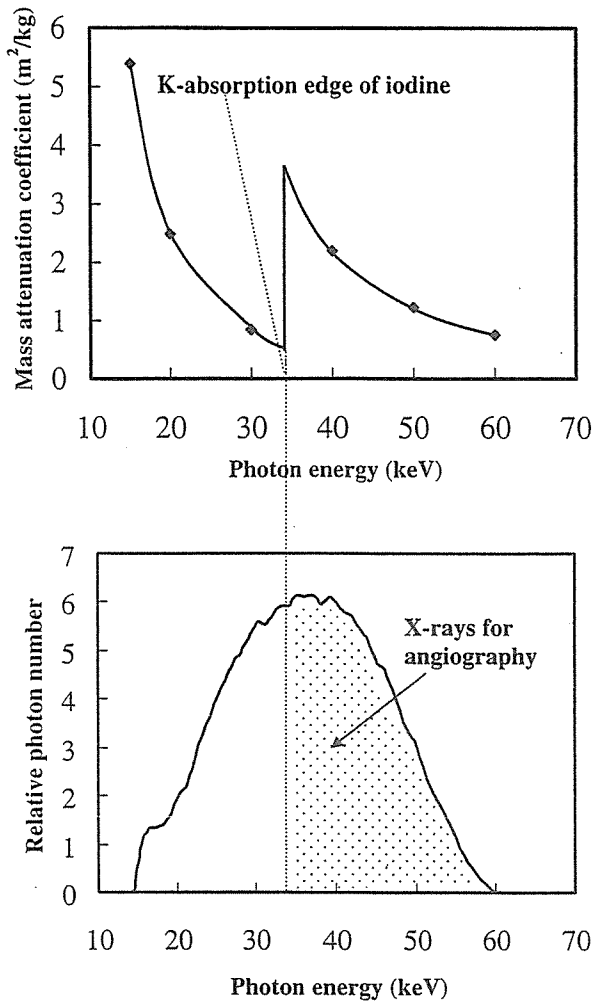 Mass attenuation coefficient (m²/kg)
6
5
4
3
2
1
0
K-absorption edge of iodine
10 20 30 40 50 60 70
Photon energy (keV)
Relative photon number
7
6
5
4
3
2
1
0
X-rays for
angiography
10 20 30 40 50 60 70
Photon energy (keV)